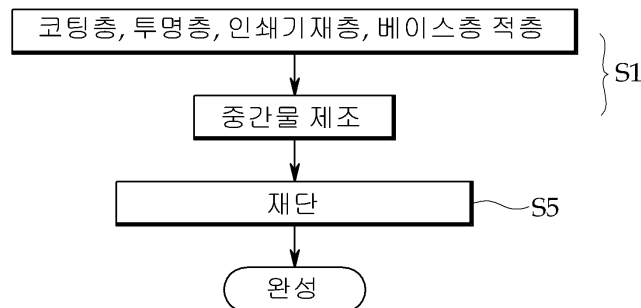 코팅층, 투명층, 인쇄기재층, 베이스층 적층
S1
중간물 제조
재단
S5
완성